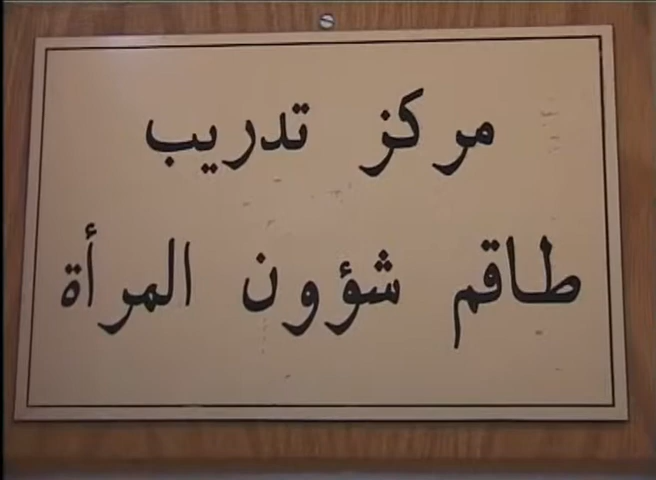 مركز تدريب
طاقم شؤون المرأة